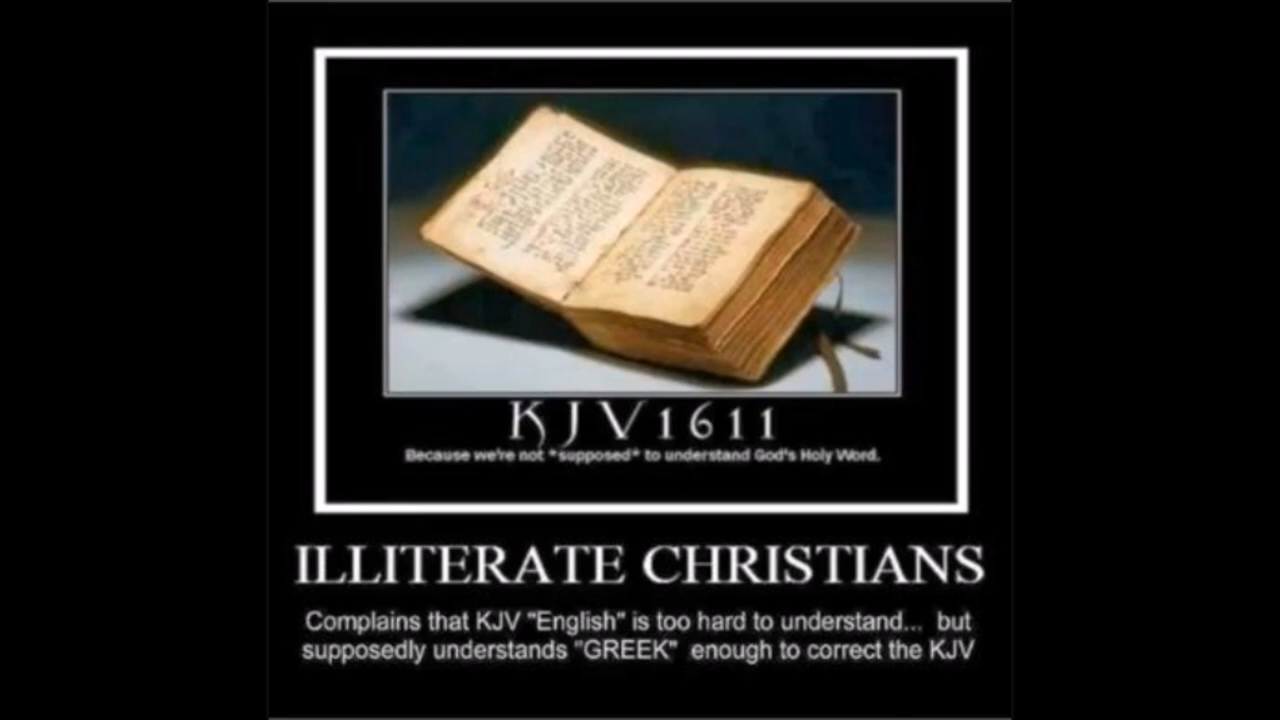 KJV1611
Because we're not *supposed* to understand God's Holy Word.
ILLITERATE CHRISTIANS
Complains that KJV "English" is too hard to understand... but
supposedly understands "GREEK" enough to correct the KJV